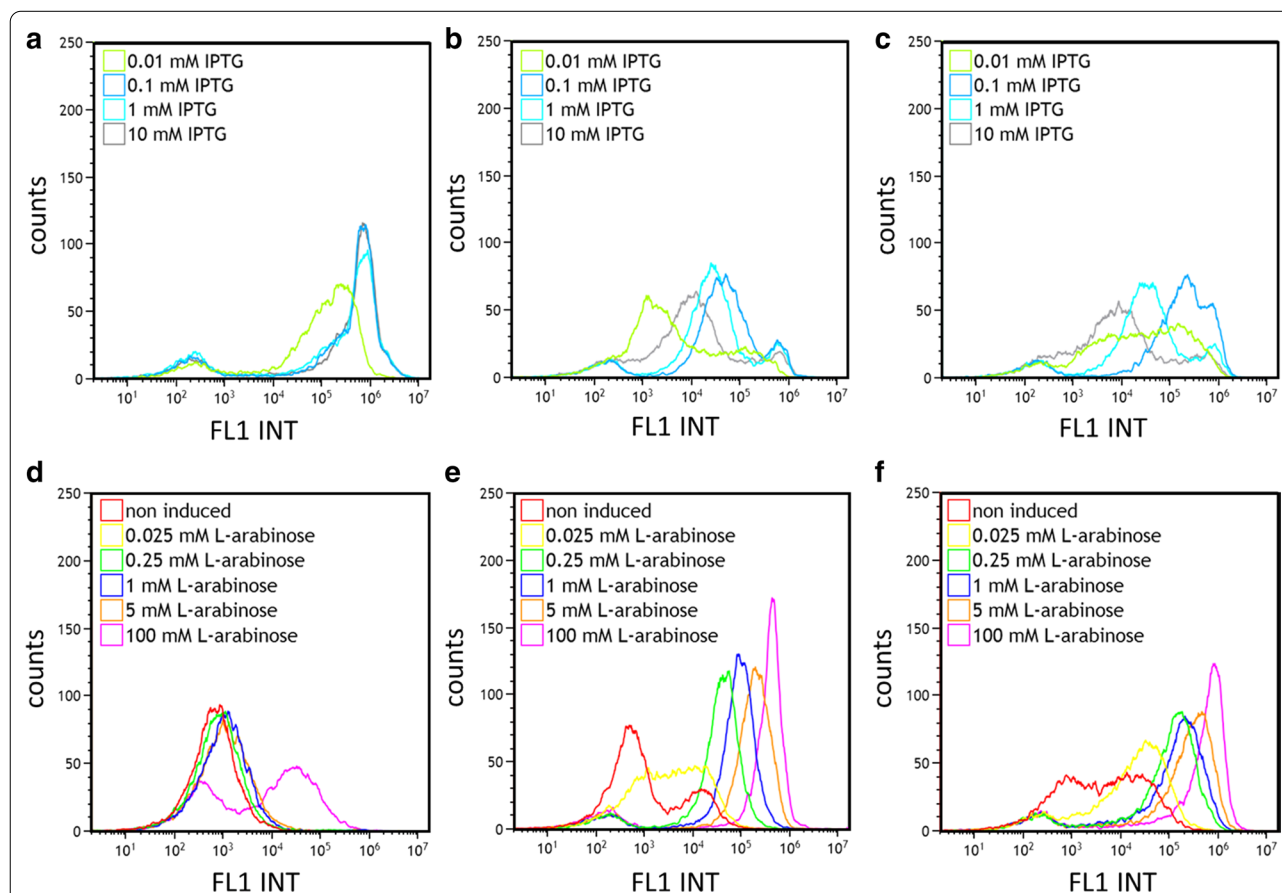 a
250
200
150
100
50
0
counts
0.01 mM IPTG
0.1 mM IPTG
1 mM IPTG
10 mM IPTG
10¹ 10² 10³ 10⁴ 10⁵ 10⁶ 10⁷
FL1 INT
b
250
200
150
100
50
0
counts
0.01 mM IPTG
0.1 mM IPTG
1 mM IPTG
10 mM IPTG
10¹ 10² 10³ 10⁴ 10⁵ 10⁶ 10⁷
FL1 INT
c
250
200
150
100
50
0
counts
0.01 mM IPTG
0.1 mM IPTG
1 mM IPTG
10 mM IPTG
10¹ 10² 10³ 10⁴ 10⁵ 10⁶ 10⁷
FL1 INT
d
250
200
150
100
50
0
counts
non induced
0.025 mM L-arabinose
0.25 mM L-arabinose
1 mM L-arabinose
5 mM L-arabinose
100 mM L-arabinose
10¹ 10² 10³ 10⁴ 10⁵ 10⁶ 10⁷
FL1 INT
e
250
200
150
100
50
0
counts
non induced
0.025 mM L-arabinose
0.25 mM L-arabinose
1 mM L-arabinose
5 mM L-arabinose
100 mM L-arabinose
10¹ 10² 10³ 10⁴ 10⁵ 10⁶ 10⁷
FL1 INT
f
250
200
150
100
50
0
counts
non induced
0.025 mM L-arabinose
0.25 mM L-arabinose
1 mM L-arabinose
5 mM L-arabinose
100 mM L-arabinose
10¹ 10² 10³ 10⁴ 10⁵ 10⁶ 10⁷
FL1 INT